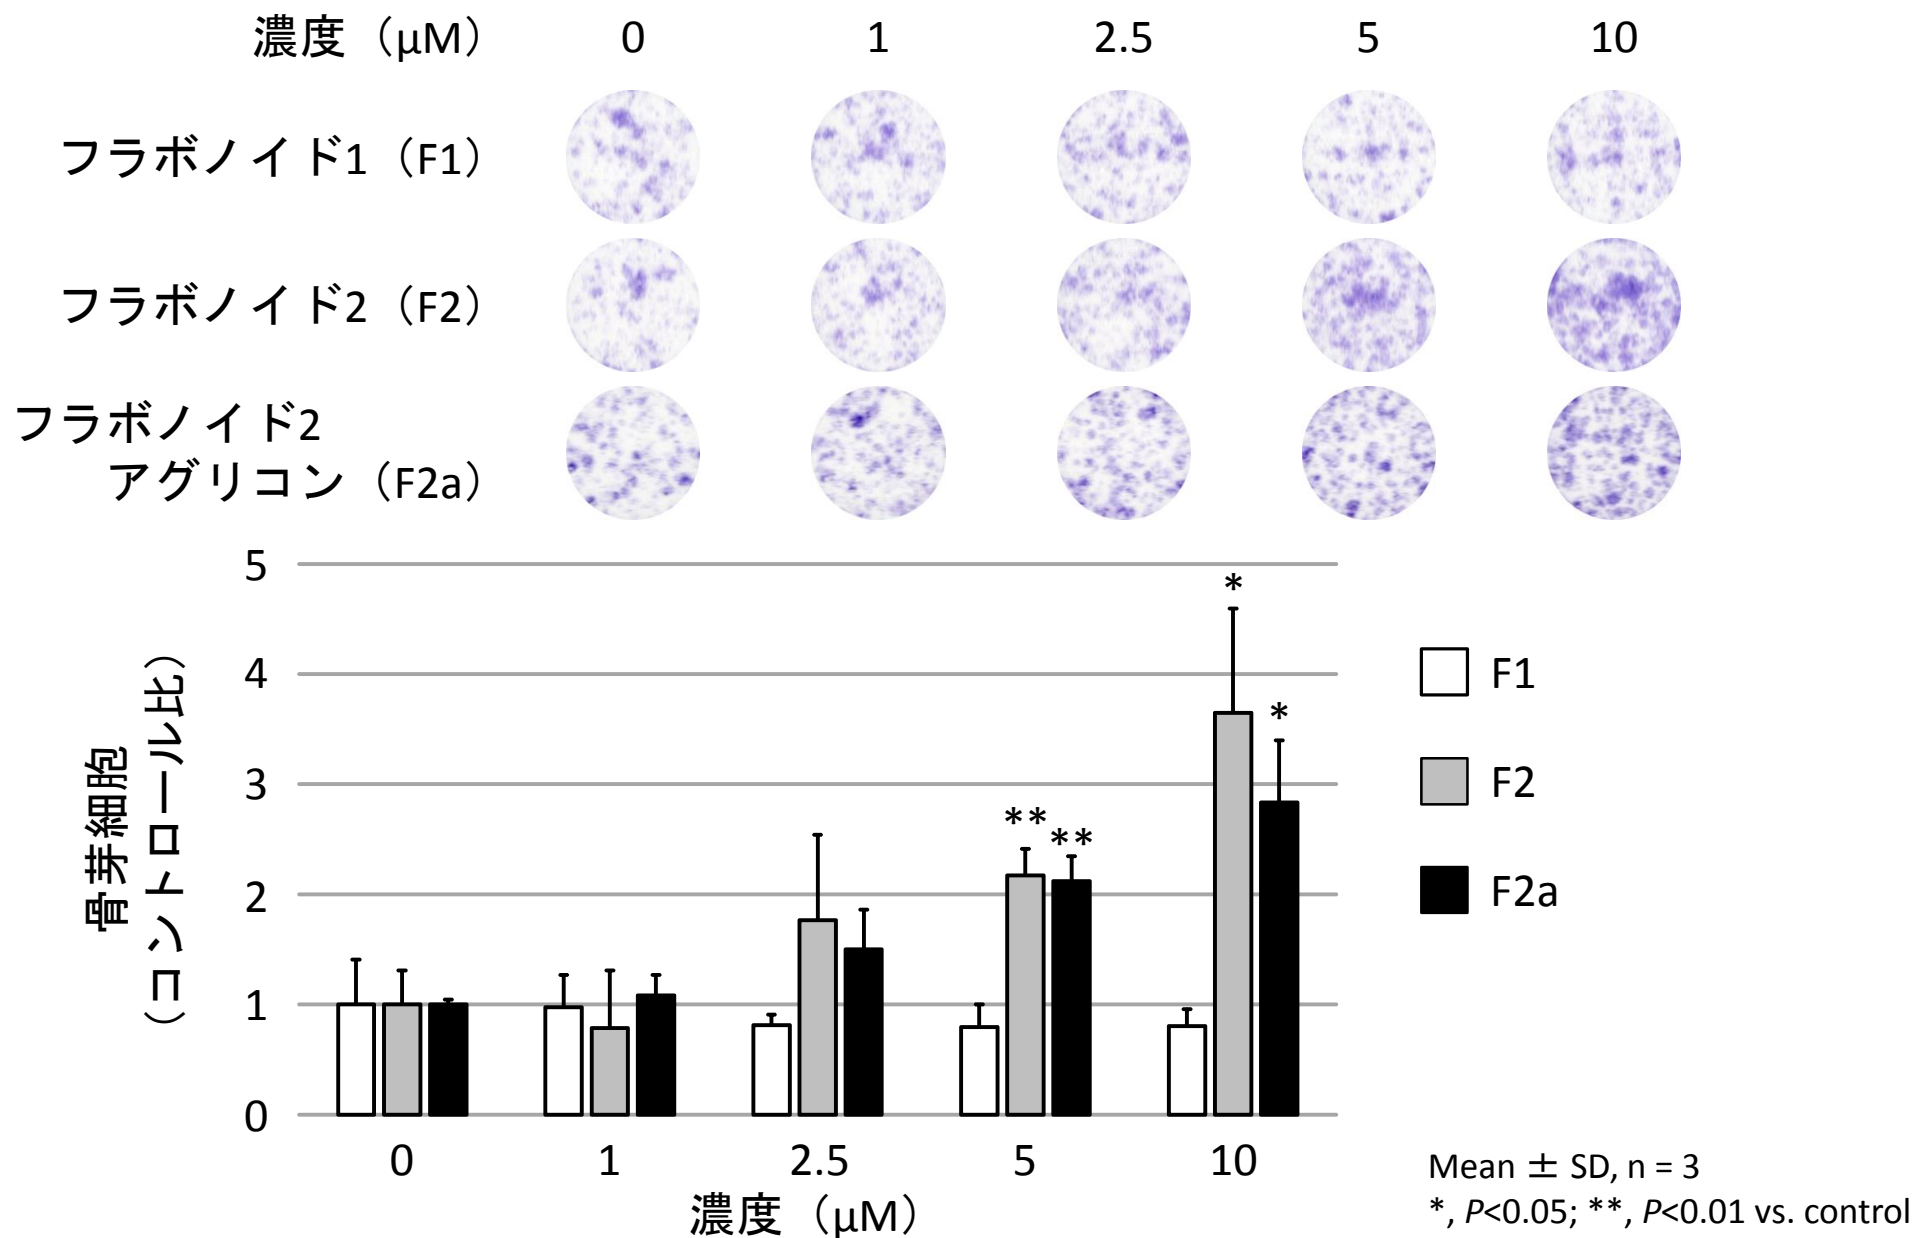 濃度（μM） 0 1 2.5 5 10
フラボノイド1（F1）
フラボノイド2（F2）
フラボノイド2
アグリコン（F2a）
骨芽細胞
（コントロール比）
5
4
3
2
1
0
*
*
**
**
0 1 2.5 5 10
濃度（μM）
F1
F2
F2a
Mean ± SD, n = 3
*, P<0.05; **, P<0.01 vs. control